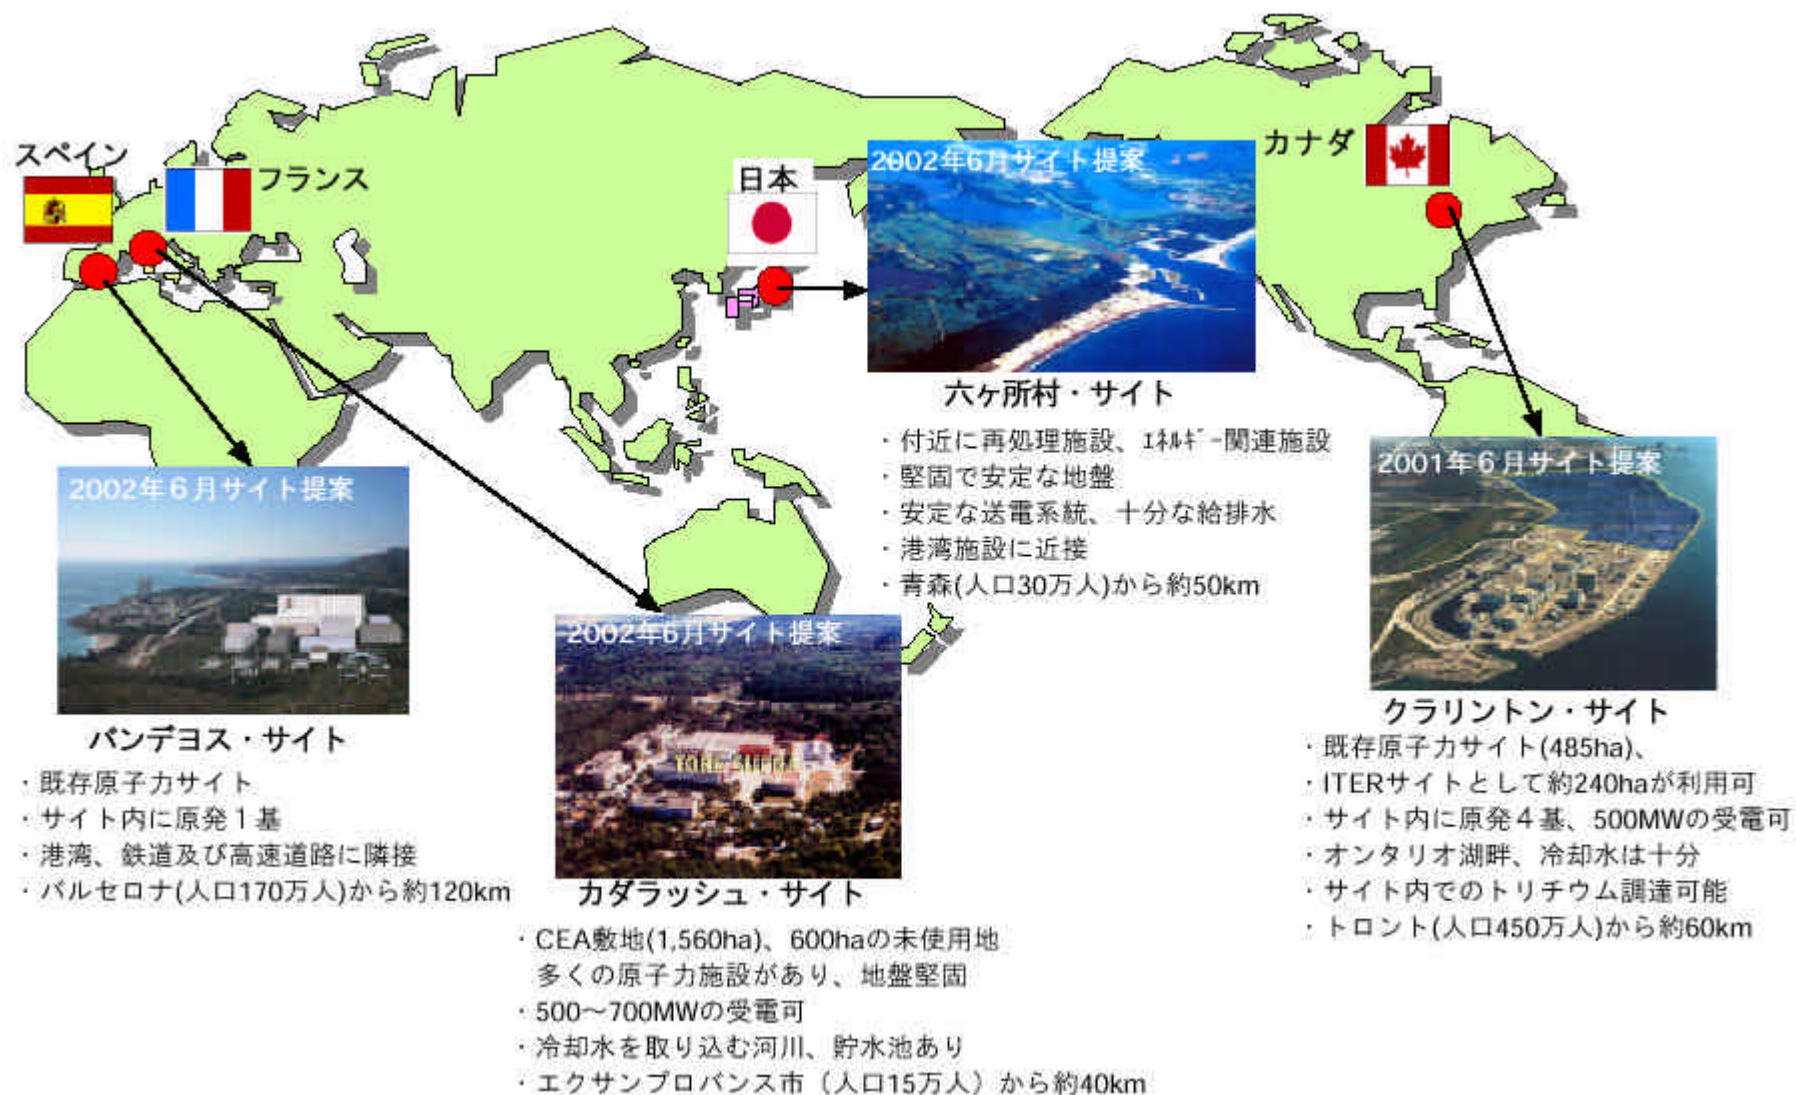 スペイン
フランス
日本
カナダ
2002年6月サイト提案
六ヶ所村・サイト
・付近に再処理施設、ｴﾈﾙｷﾞｰ関連施設
・堅固で安定な地盤
・安定な送電系統、十分な給排水
・港湾施設に近接
・青森(人口30万人)から約50km
2001年6月サイト提案
クラリントン・サイト
・既存原子力サイト(485ha)、
・ITERサイトとして約240haが利用可
・サイト内に原発４基、500MWの受電可
・オンタリオ湖畔、冷却水は十分
・サイト内でのトリチウム調達可能
・トロント(人口450万人)から約60km
2002年６月サイト提案
バンデヨス・サイト
・既存原子力サイト
・サイト内に原発１基
・港湾、鉄道及び高速道路に隣接
・バルセロナ(人口170万人)から約120km
2002年6月サイト提案
TORE SUPRA
カダラッシュ・サイト
・CEA敷地(1,560ha)、600haの未使用地
多くの原子力施設があり、地盤堅固
・500〜700MWの受電可
・冷却水を取り込む河川、貯水池あり
・エクサンプロバンス市（人口15万人）から約40km